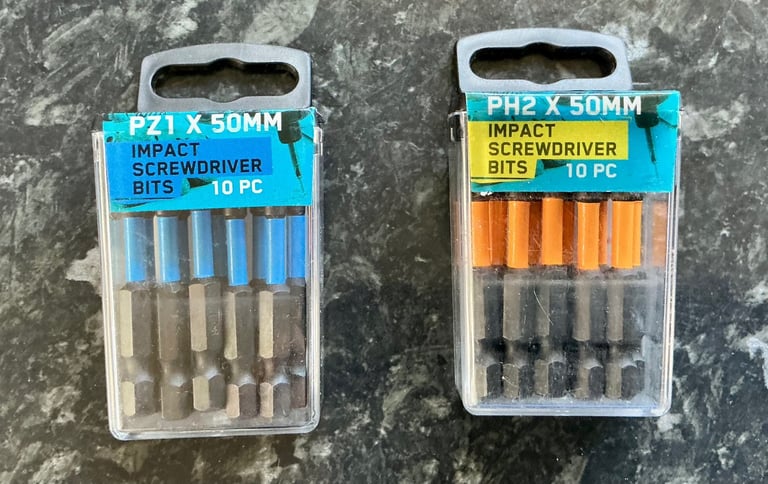 PZ1 X 50MM
IMPACT
SCREWDRIVER
BITS 10 PC
PH2 X 50MM
IMPACT
SCREWDRIVER
BITS 10 PC